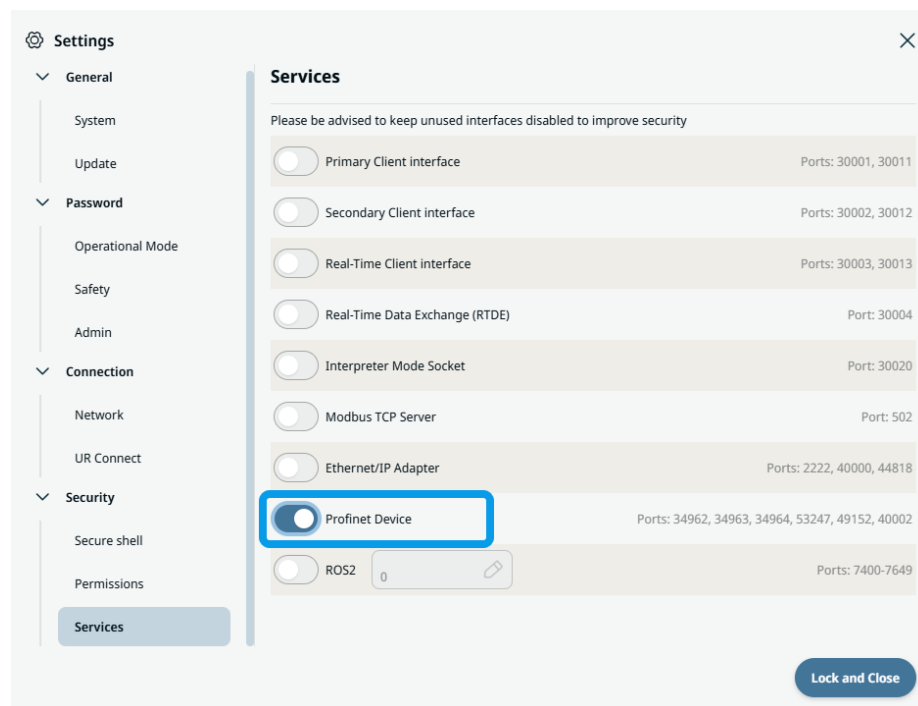 Settings
General
System
Update
Password
Operational Mode
Safety
Admin
Connection
Network
UR Connect
Security
Secure shell
Permissions
Services
Services
Please be advised to keep unused interfaces disabled to improve security
Primary Client interface Ports: 30001, 30011
Secondary Client interface Ports: 30002, 30012
Real-Time Client interface Ports: 30003, 30013
Real-Time Data Exchange (RTDE) Port: 30004
Interpreter Mode Socket Port: 30020
Modbus TCP Server Port: 502
Ethernet/IP Adapter Ports: 2222, 40000, 44818
Profinet Device Ports: 34962, 34963, 34964, 53247, 49152, 40002
ROS2 0 Ports: 7400-7649
Lock and Close